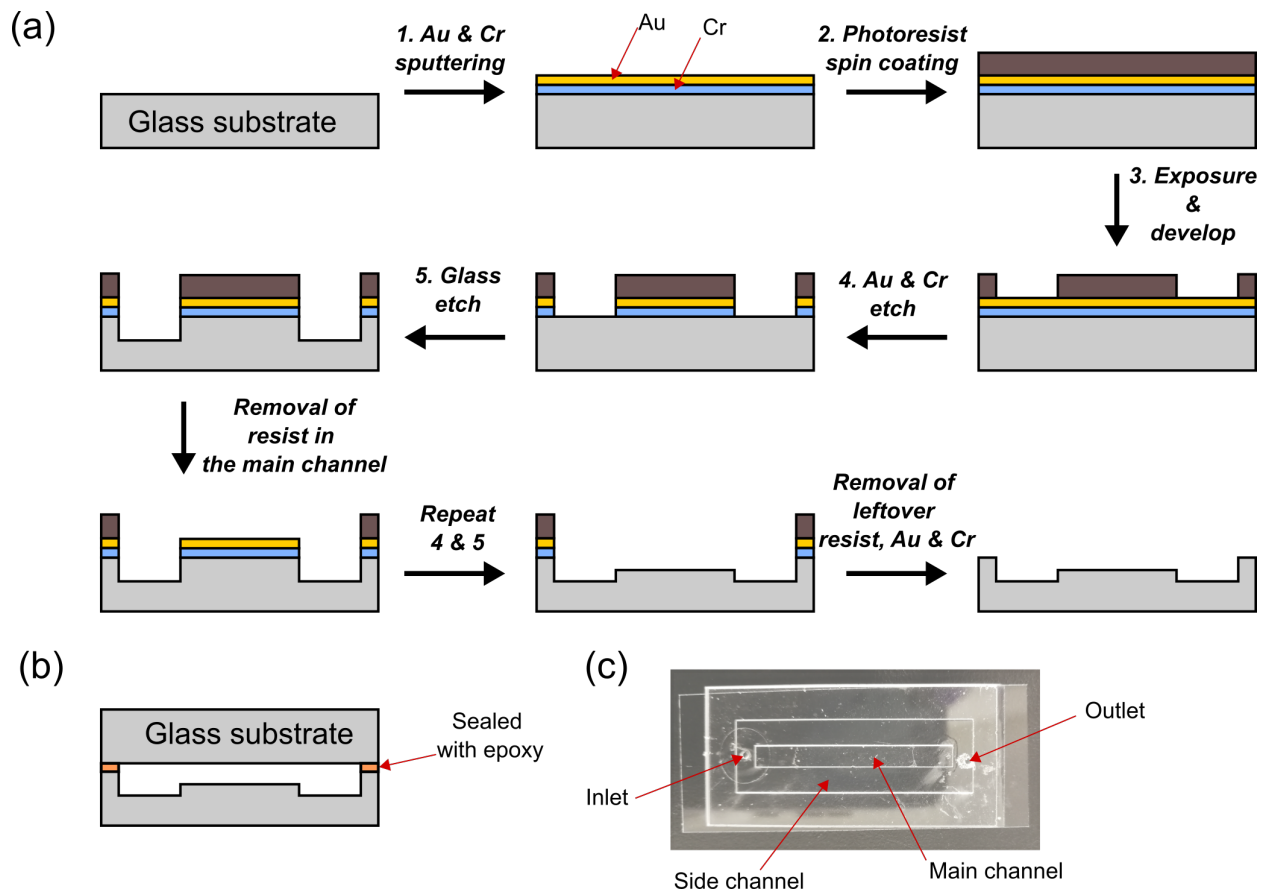 (a)
Au
Cr
1. Au & Cr
sputtering
2. Photoresist
spin coating
Glass substrate
3. Exposure
&
develop
4. Au & Cr
etch
5. Glass
etch
Removal of
resist in
the main channel
Repeat
4 & 5
Removal of
leftover
resist, Au & Cr
(b)
Glass substrate
Sealed
with epoxy
(c)
Outlet
Inlet
Side channel
Main channel